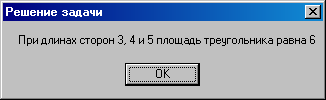 Решение задачи
При длинах сторон 3, 4 и 5 площадь треугольника равна 6
OK